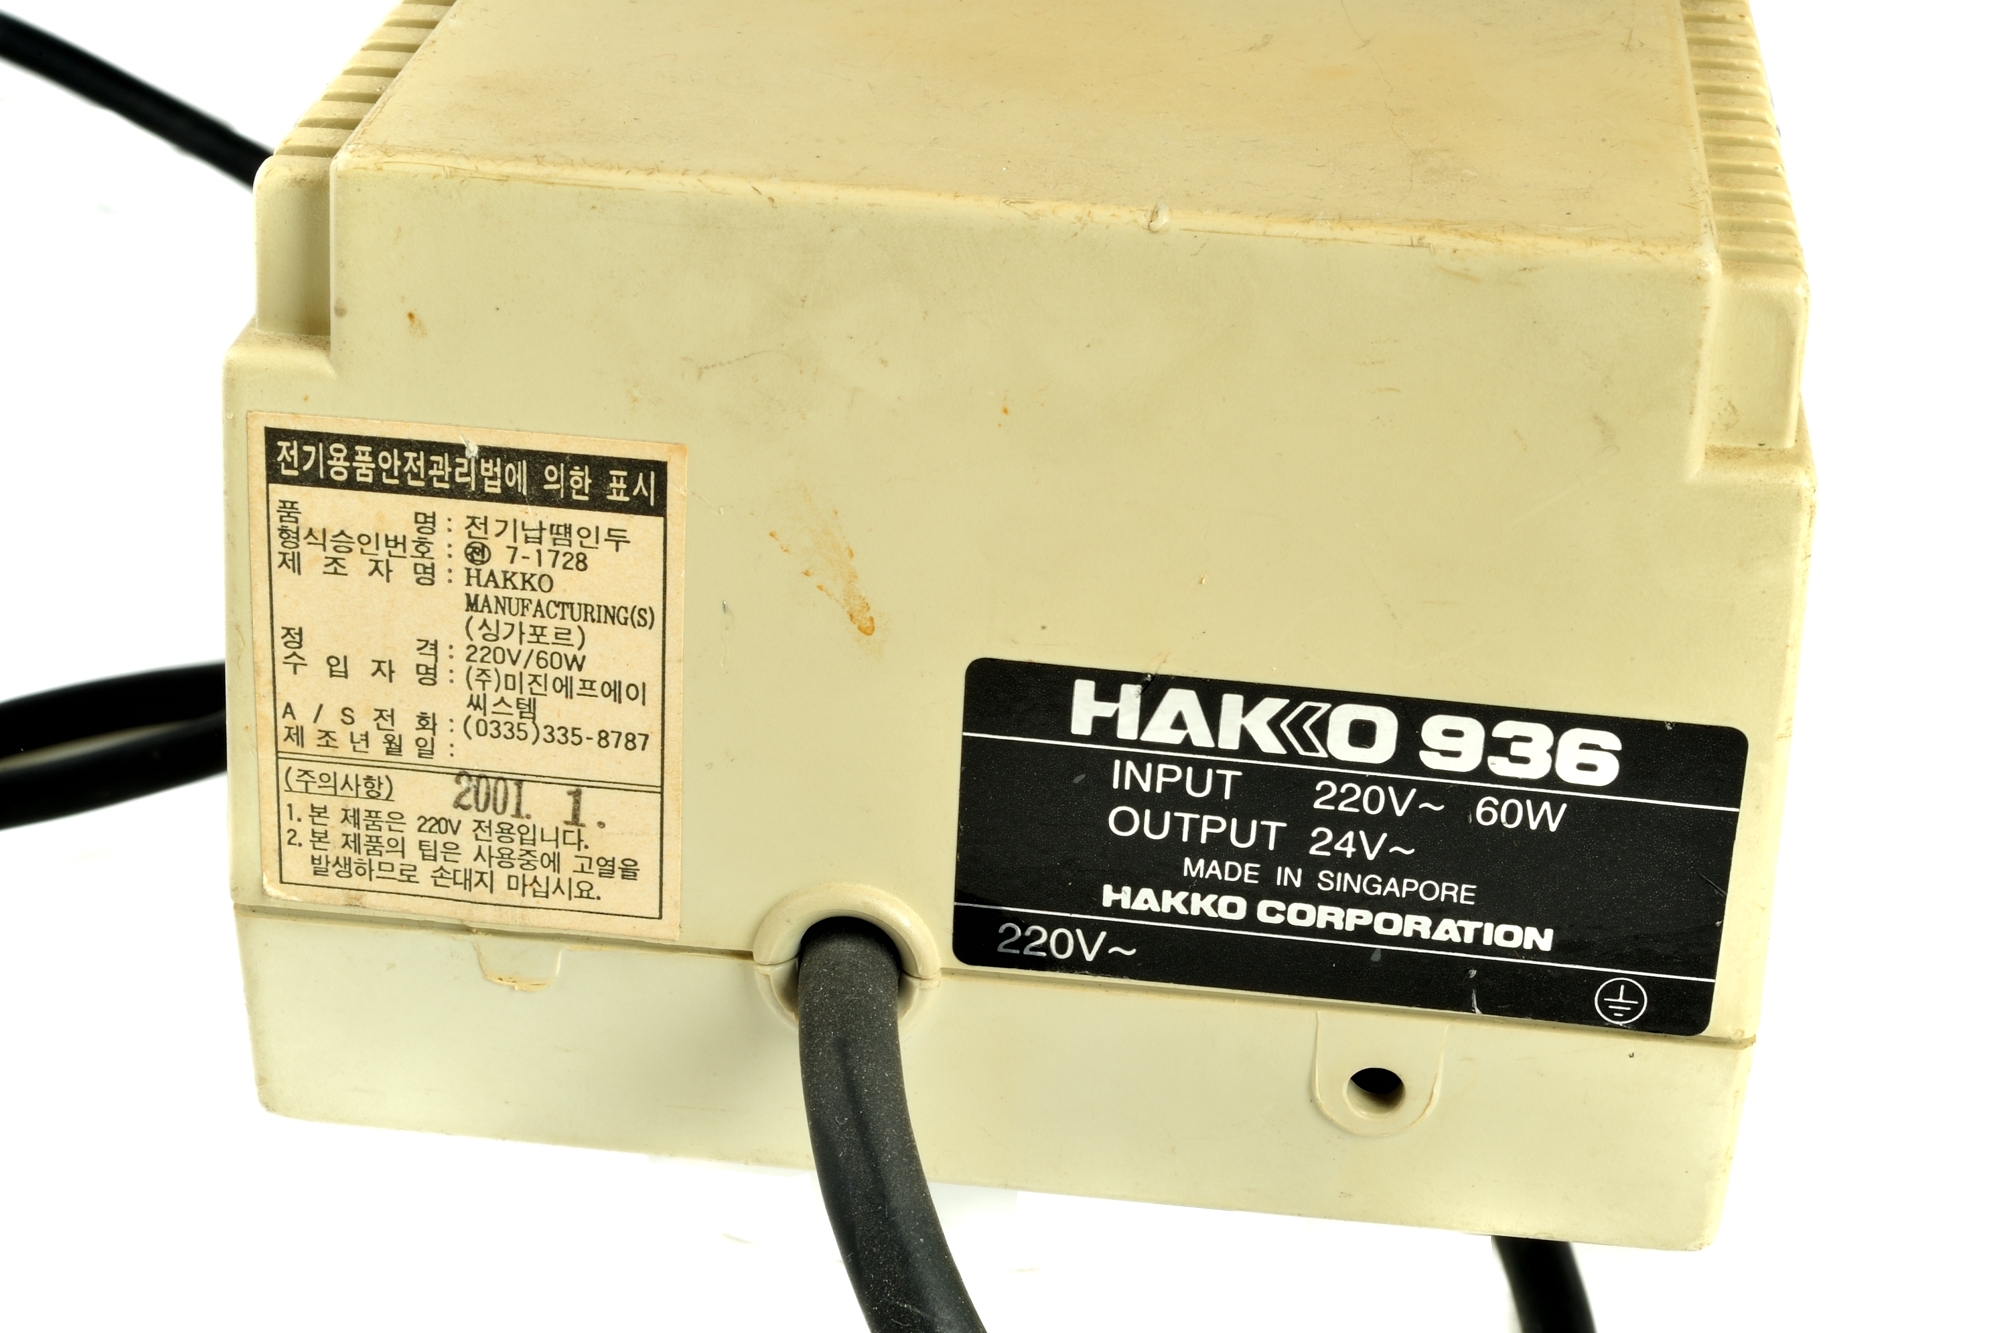 전기용품안전관리법에 의한 표시
품 명 : 전기납땜인두
형식승인번호 : ㉠ 7-1728
제 조 자 명 : HAKKO
MANUFACTURING(S)
(싱가포르)
정 격 : 220V/60W
수 입 자 명 : (주)미진에프에이
씨스템
A / S 전 화 : (0335)335-8787
제 조 년 월 일 :
2001. 1.
(주의사항)
1. 본 제품은 220V 전용입니다.
2. 본 제품의 팁은 사용중에 고열을
발생하므로 손대지 마십시요.
HAKKO 936
INPUT 220V~ 60W
OUTPUT 24V~
MADE IN SINGAPORE
HAKKO CORPORATION
220V~